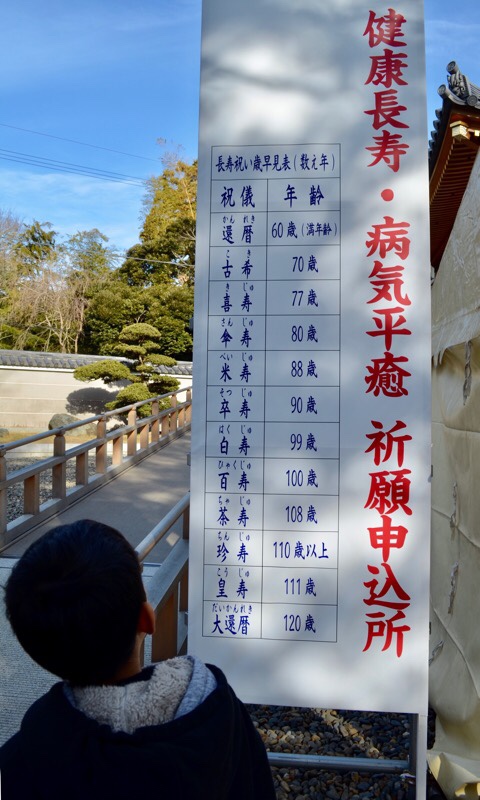 健康長寿・病気平癒 祈願申込所
長寿祝い歳早見表(数え年)
祝儀 年齢
かんれき
還暦 60歳(満年齢)
こき
古希 70歳
きじゅ
喜寿 77歳
さんじゅ
傘寿 80歳
べいじゅ
米寿 88歳
そつじゅ
卒寿 90歳
はくじゅ
白寿 99歳
ひゃくじゅ
百寿 100歳
ちゃじゅ
茶寿 108歳
ちんじゅ
珍寿 110歳以上
こうじゅ
皇寿 111歳
だいかんれき
大還暦 120歳